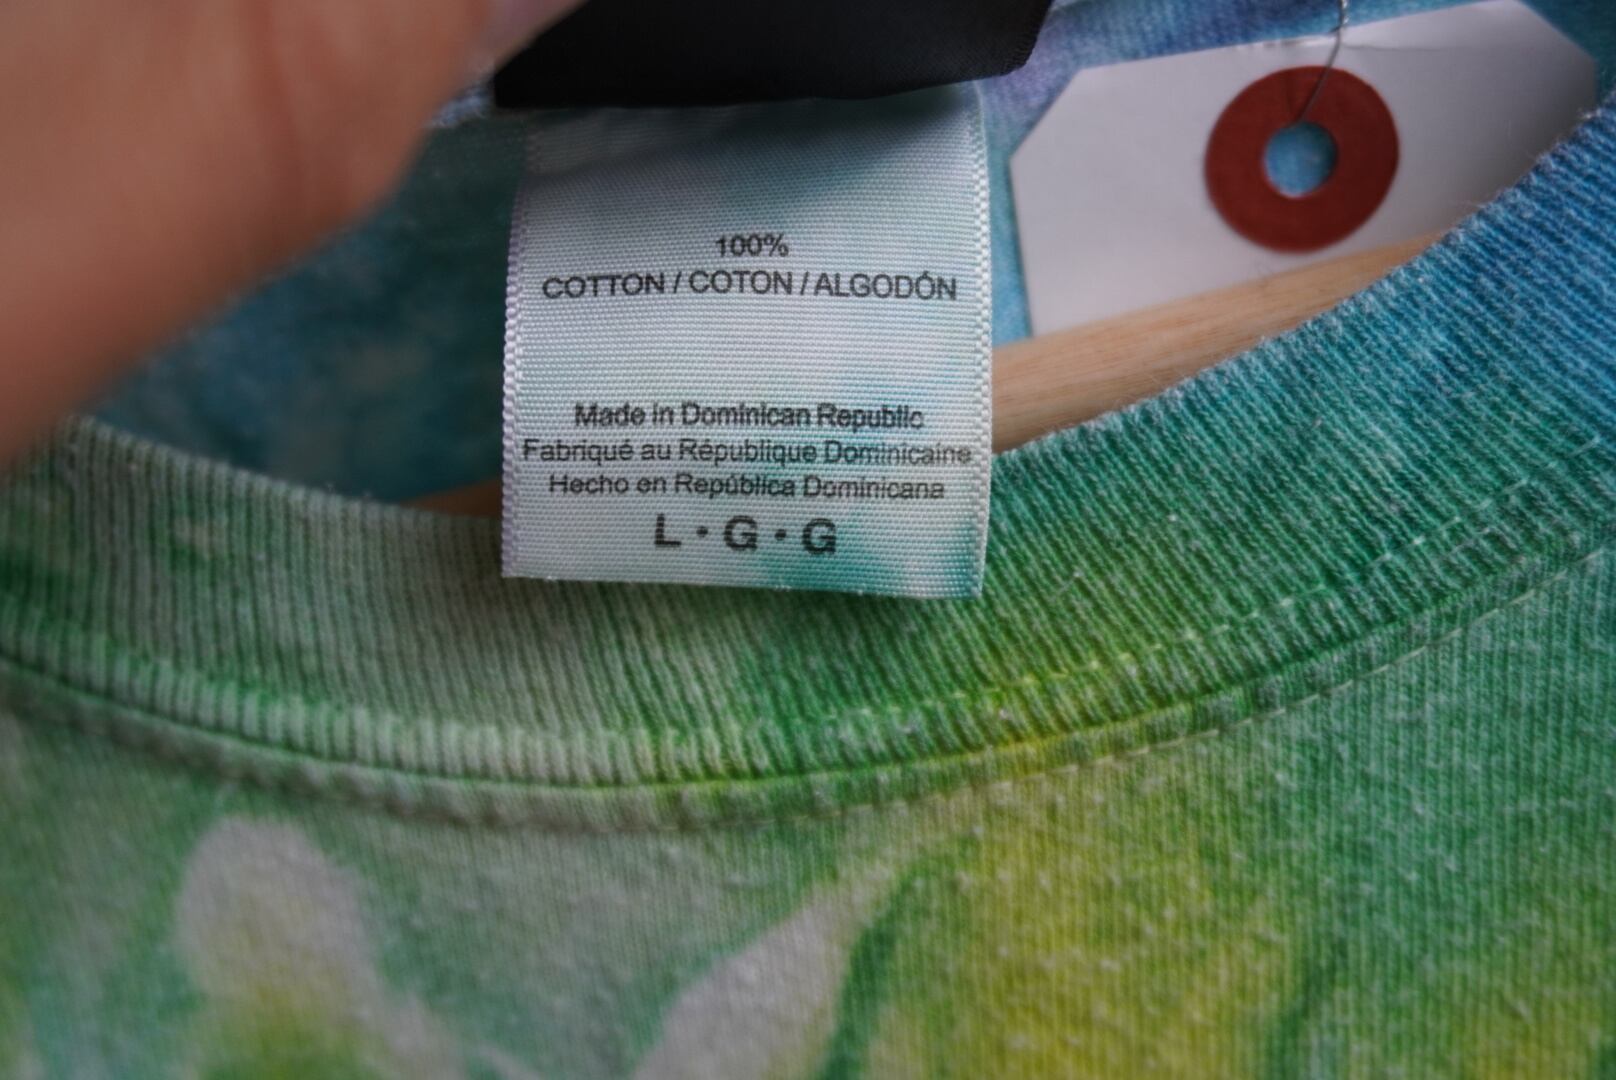 100%
COTTON / COTON / ALGODÓN
Made in Dominican Republic
Fabriqué au République Dominicaine
Hecho en República Dominicana
L · G · G